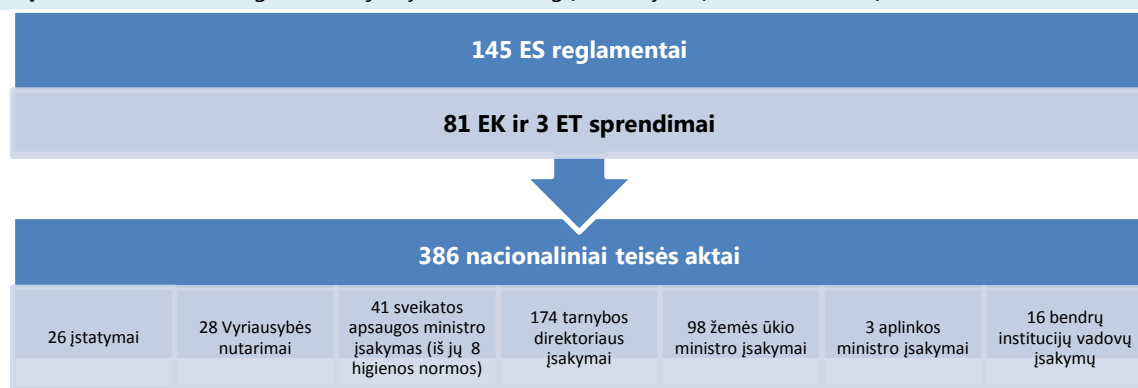 145 ES reglamentai
81 EK ir 3 ET sprendimai
386 nacionaliniai teisės aktai
26 įstatymai
28 Vyriausybės
nutarimai
41 sveikatos
apsaugos ministro
įsakymas (iš jų 8
higienos normos)
174 tarnybos
direktoriaus
įsakymai
98 žemės ūkio
ministro įsakymai
3 aplinkos
ministro įsakymai
16 bendrų
institucijų vadovų
įsakymų